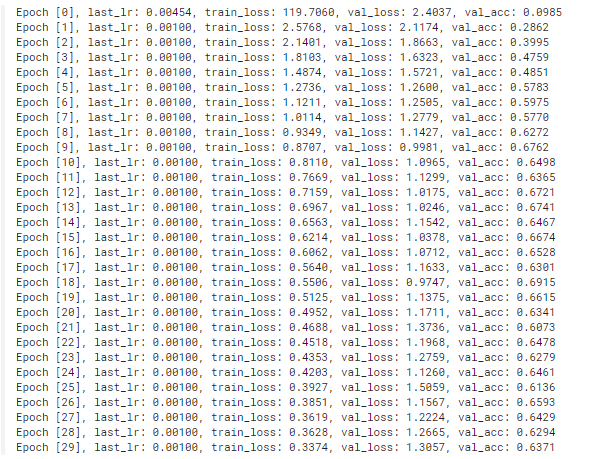 Epoch [0], last_lr: 0.00454, train_loss: 119.7060, val_loss: 2.4037, val_acc: 0.0985
Epoch [1], last_lr: 0.00100, train_loss: 2.5768, val_loss: 2.1174, val_acc: 0.2862
Epoch [2], last_lr: 0.00100, train_loss: 2.1401, val_loss: 1.8663, val_acc: 0.3995
Epoch [3], last_lr: 0.00100, train_loss: 1.8103, val_loss: 1.6323, val_acc: 0.4759
Epoch [4], last_lr: 0.00100, train_loss: 1.4874, val_loss: 1.5721, val_acc: 0.4851
Epoch [5], last_lr: 0.00100, train_loss: 1.2736, val_loss: 1.2600, val_acc: 0.5783
Epoch [6], last_lr: 0.00100, train_loss: 1.1211, val_loss: 1.2505, val_acc: 0.5975
Epoch [7], last_lr: 0.00100, train_loss: 1.0114, val_loss: 1.2779, val_acc: 0.5770
Epoch [8], last_lr: 0.00100, train_loss: 0.9349, val_loss: 1.1427, val_acc: 0.6272
Epoch [9], last_lr: 0.00100, train_loss: 0.8707, val_loss: 0.9981, val_acc: 0.6762
Epoch [10], last_lr: 0.00100, train_loss: 0.8110, val_loss: 1.0965, val_acc: 0.6498
Epoch [11], last_lr: 0.00100, train_loss: 0.7669, val_loss: 1.1299, val_acc: 0.6365
Epoch [12], last_lr: 0.00100, train_loss: 0.7159, val_loss: 1.0175, val_acc: 0.6721
Epoch [13], last_lr: 0.00100, train_loss: 0.6967, val_loss: 1.0246, val_acc: 0.6741
Epoch [14], last_lr: 0.00100, train_loss: 0.6563, val_loss: 1.1542, val_acc: 0.6467
Epoch [15], last_lr: 0.00100, train_loss: 0.6214, val_loss: 1.0378, val_acc: 0.6674
Epoch [16], last_lr: 0.00100, train_loss: 0.6062, val_loss: 1.0712, val_acc: 0.6528
Epoch [17], last_lr: 0.00100, train_loss: 0.5640, val_loss: 1.1633, val_acc: 0.6301
Epoch [18], last_lr: 0.00100, train_loss: 0.5506, val_loss: 0.9747, val_acc: 0.6915
Epoch [19], last_lr: 0.00100, train_loss: 0.5125, val_loss: 1.1375, val_acc: 0.6615
Epoch [20], last_lr: 0.00100, train_loss: 0.4952, val_loss: 1.1711, val_acc: 0.6341
Epoch [21], last_lr: 0.00100, train_loss: 0.4688, val_loss: 1.3736, val_acc: 0.6073
Epoch [22], last_lr: 0.00100, train_loss: 0.4518, val_loss: 1.1968, val_acc: 0.6478
Epoch [23], last_lr: 0.00100, train_loss: 0.4353, val_loss: 1.2759, val_acc: 0.6279
Epoch [24], last_lr: 0.00100, train_loss: 0.4203, val_loss: 1.1260, val_acc: 0.6461
Epoch [25], last_lr: 0.00100, train_loss: 0.3927, val_loss: 1.5059, val_acc: 0.6136
Epoch [26], last_lr: 0.00100, train_loss: 0.3851, val_loss: 1.1567, val_acc: 0.6593
Epoch [27], last_lr: 0.00100, train_loss: 0.3619, val_loss: 1.2224, val_acc: 0.6429
Epoch [28], last_lr: 0.00100, train_loss: 0.3628, val_loss: 1.2665, val_acc: 0.6294
Epoch [29], last_lr: 0.00100, train_loss: 0.3374, val_loss: 1.3057, val_acc: 0.6371